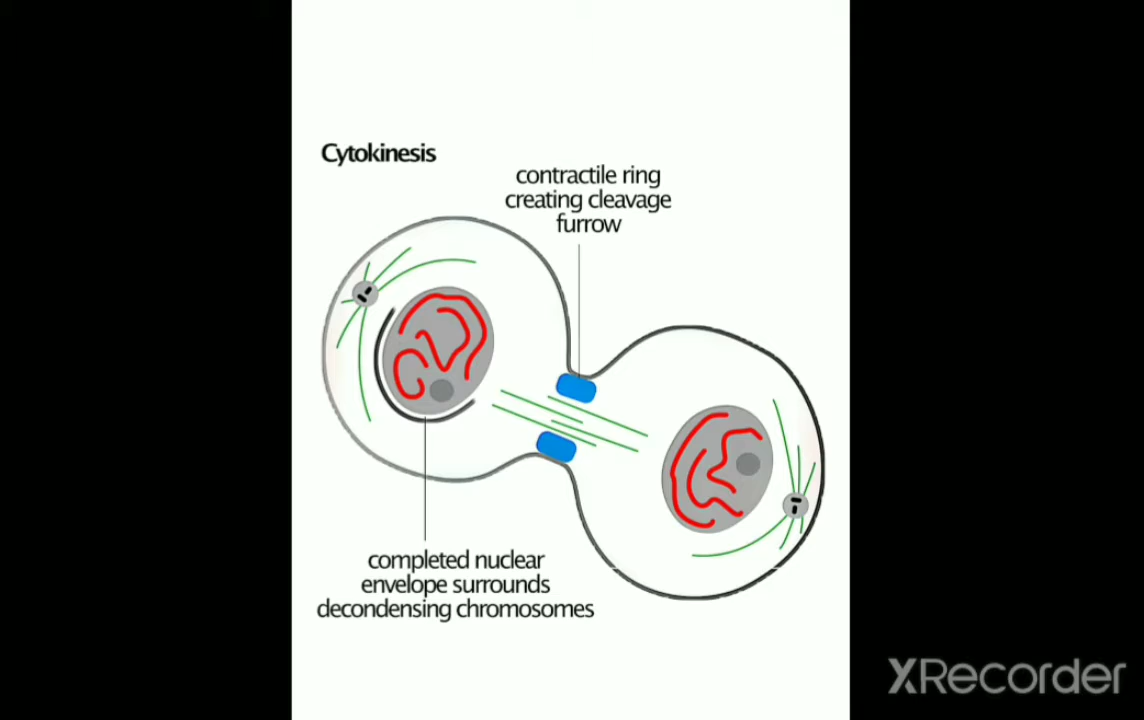 Cytokinesis
contractile ring
creating cleavage
furrow
completed nuclear
envelope surrounds
decondensing chromosomes
XRecorder